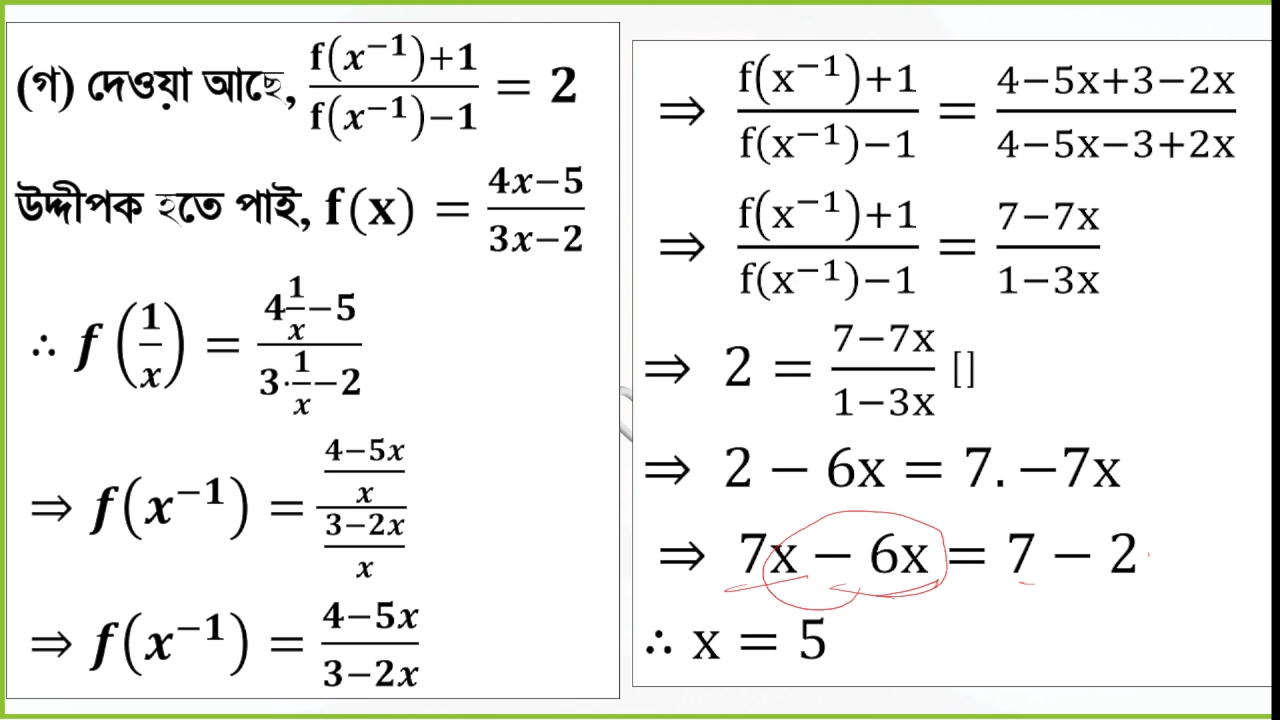 (গ) দেওয়া আছে, (f(x⁻¹)+1)/(f(x⁻¹)−1) = 2
উদ্দীপক হতে পাই, f(x) = (4x−5)/(3x−2)
∴ f(1/x) = (4 1/x −5)/(3·1/x −2)
⇒ f(x⁻¹) = ((4−5x)/x)/((3−2x)/x)
⇒ f(x⁻¹) = (4−5x)/(3−2x)
⇒ (f(x⁻¹)+1)/(f(x⁻¹)−1) = (4−5x+3−2x)/(4−5x−3+2x)
⇒ (f(x⁻¹)+1)/(f(x⁻¹)−1) = (7−7x)/(1−3x)
⇒ 2 = (7−7x)/(1−3x) []
⇒ 2 − 6x = 7. −7x
⇒ 7x − 6x = 7 − 2
∴ x = 5